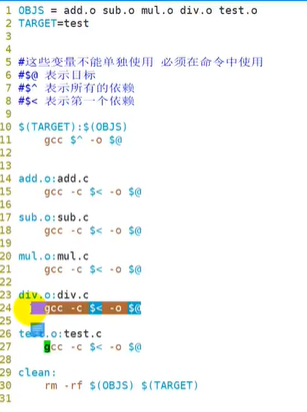 1 OBJS = add.o sub.o mul.o div.o test.o
2 TARGET=test
3
4
5 #这些变量不能单独使用 必须在命令中使用
6 #$@ 表示目标
7 #$^ 表示所有的依赖
8 #$< 表示第一个依赖
9
10 $(TARGET):$(OBJS)
11 gcc $^ -o $@
12
13
14 add.o:add.c
15 gcc -c $< -o $@
16
17 sub.o:sub.c
18 gcc -c $< -o $@
19
20 mul.o:mul.c
21 gcc -c $< -o $@
22
23 div.o:div.c
24 gcc -c $< -o $@
25
26 test.o:test.c
27 gcc -c $< -o $@
28
29 clean:
30 rm -rf $(OBJS) $(TARGET)
31